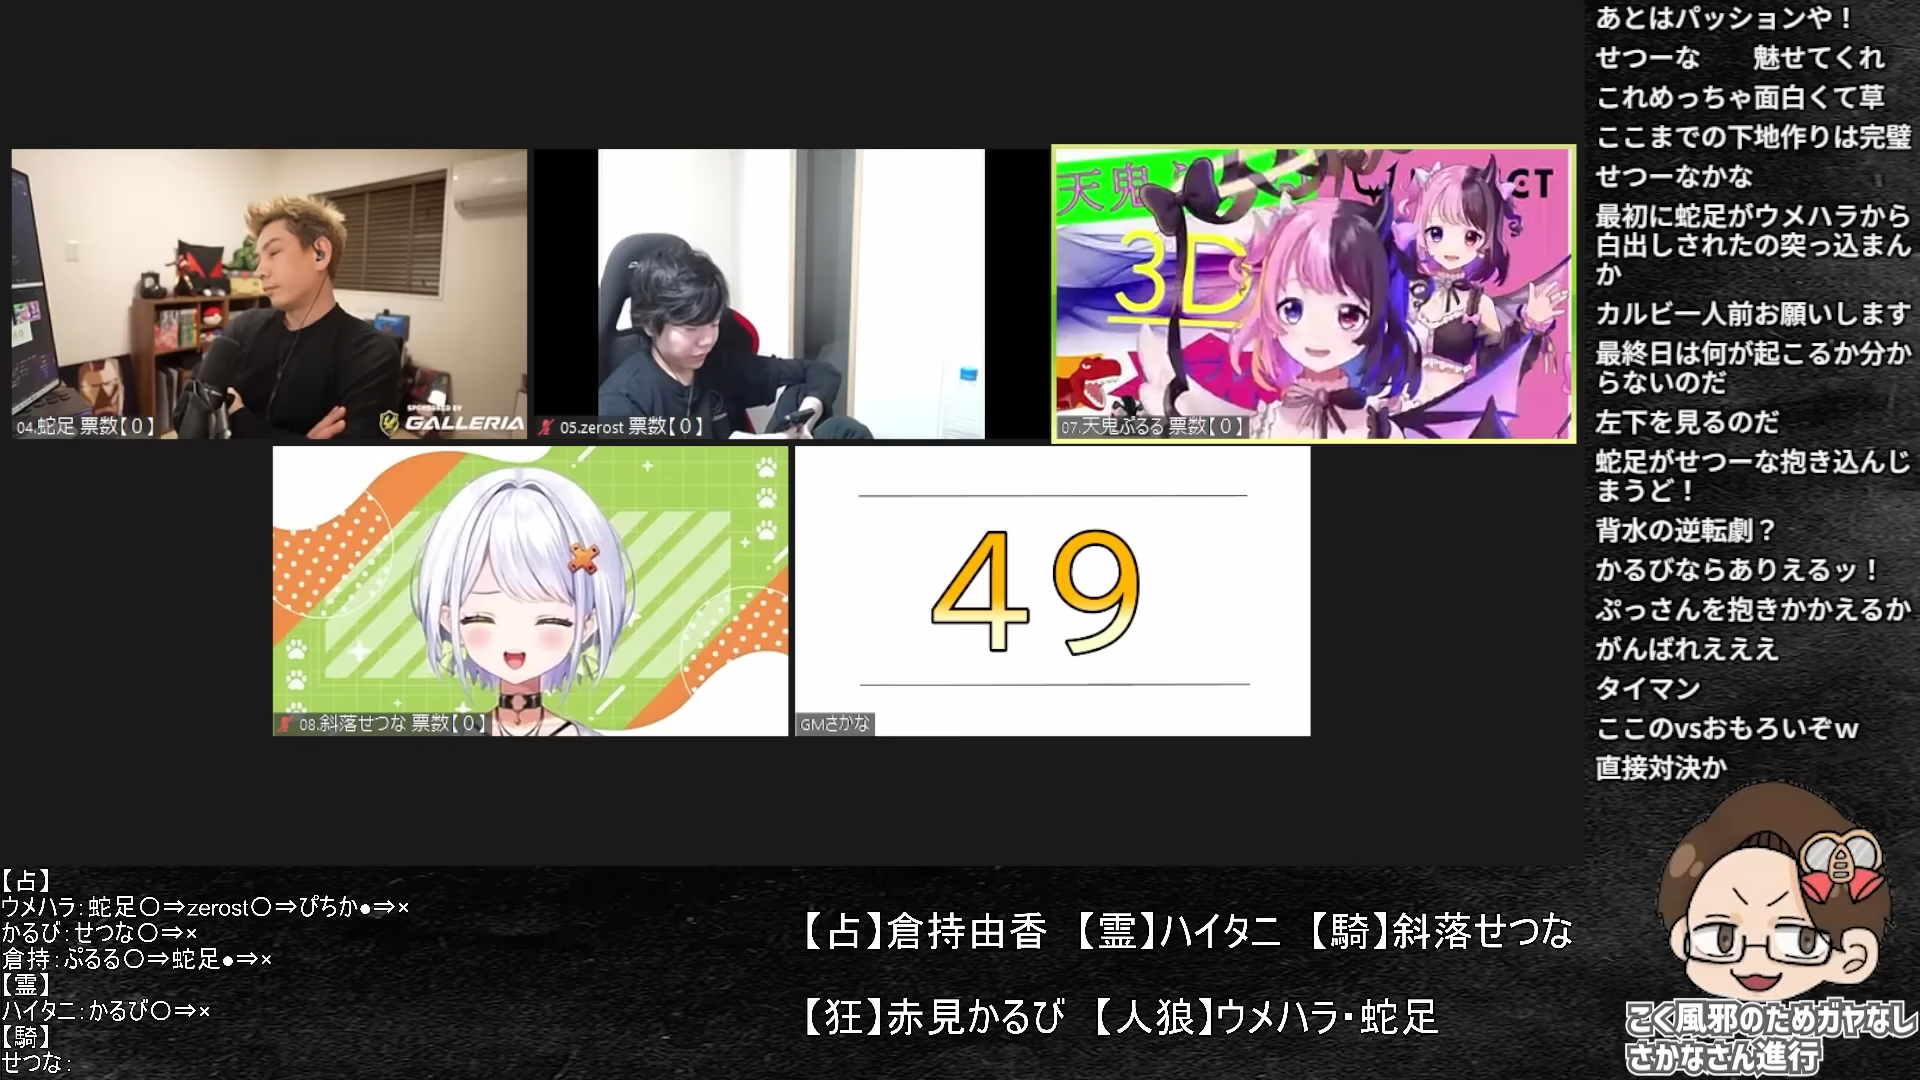 04.蛇足 票数【0】
SPONSORED BY
GALLERIA
05.zerost 票数【0】
天鬼
3D
CT
07.天鬼ぷるる 票数【0】
08.斜落せつな 票数【0】
49
GMさかな
あとはパッションや！
せつーな　　魅せてくれ
これめっちゃ面白くて草
ここまでの下地作りは完璧
せつーなかな
最初に蛇足がウメハラから
白出しされたの突っ込まん
か
カルビ一人前お願いします
最終日は何が起こるか分か
らないのだ
左下を見るのだ
蛇足がせつーな抱き込んじ
まうど！
背水の逆転劇？
かるびならありえるッ！
ぷっさんを抱きかかえるか
がんばれえええ
タイマン
ここのvsおもろいぞｗ
直接対決か
【占】
ウメハラ：蛇足〇⇒zerost〇⇒ぴちか●⇒×
かるび：せつな〇⇒×
倉持：ぷるる〇⇒蛇足●⇒×
【霊】
ハイタニ：かるび〇⇒×
【騎】
せつな：
【占】倉持由香 【霊】ハイタニ 【騎】斜落せつな
【狂】赤見かるび 【人狼】ウメハラ・蛇足
こく風邪のためガヤなし
さかなさん進行